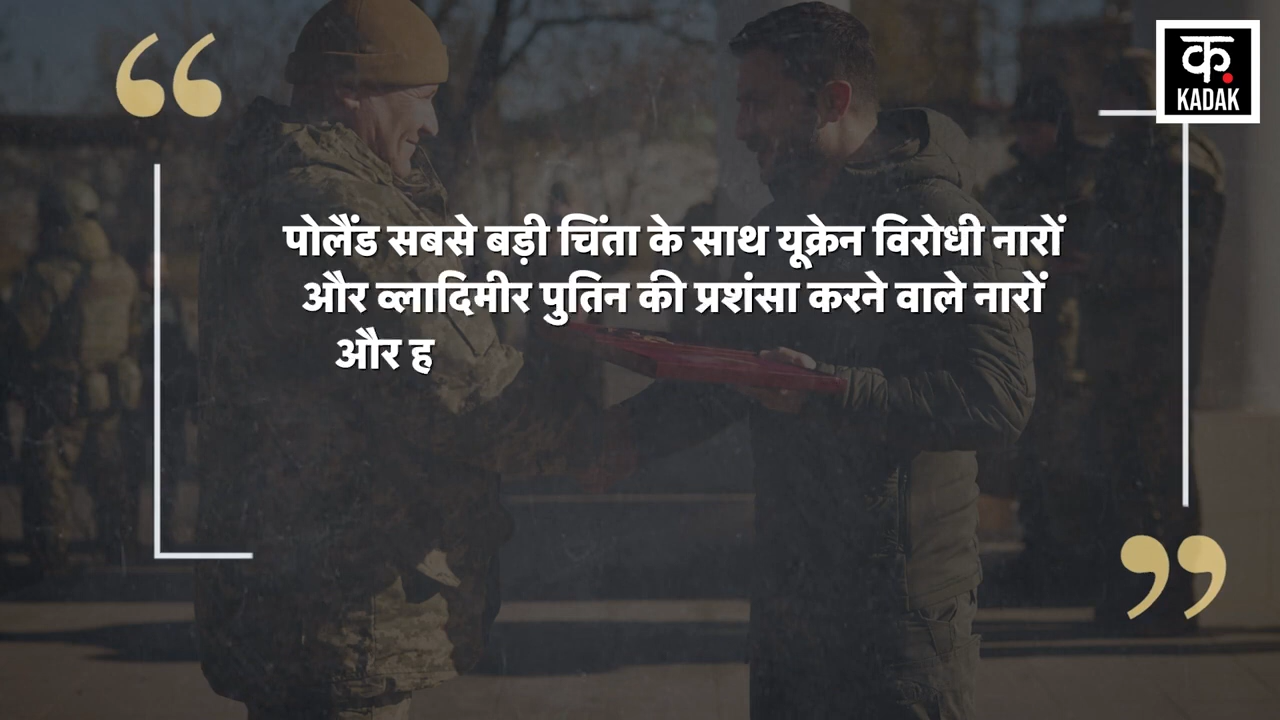 क.
KADAK
पोलैंड सबसे बड़ी चिंता के साथ यूक्रेन विरोधी नारों
और व्लादिमीर पुतिन की प्रशंसा करने वाले नारों
और ह